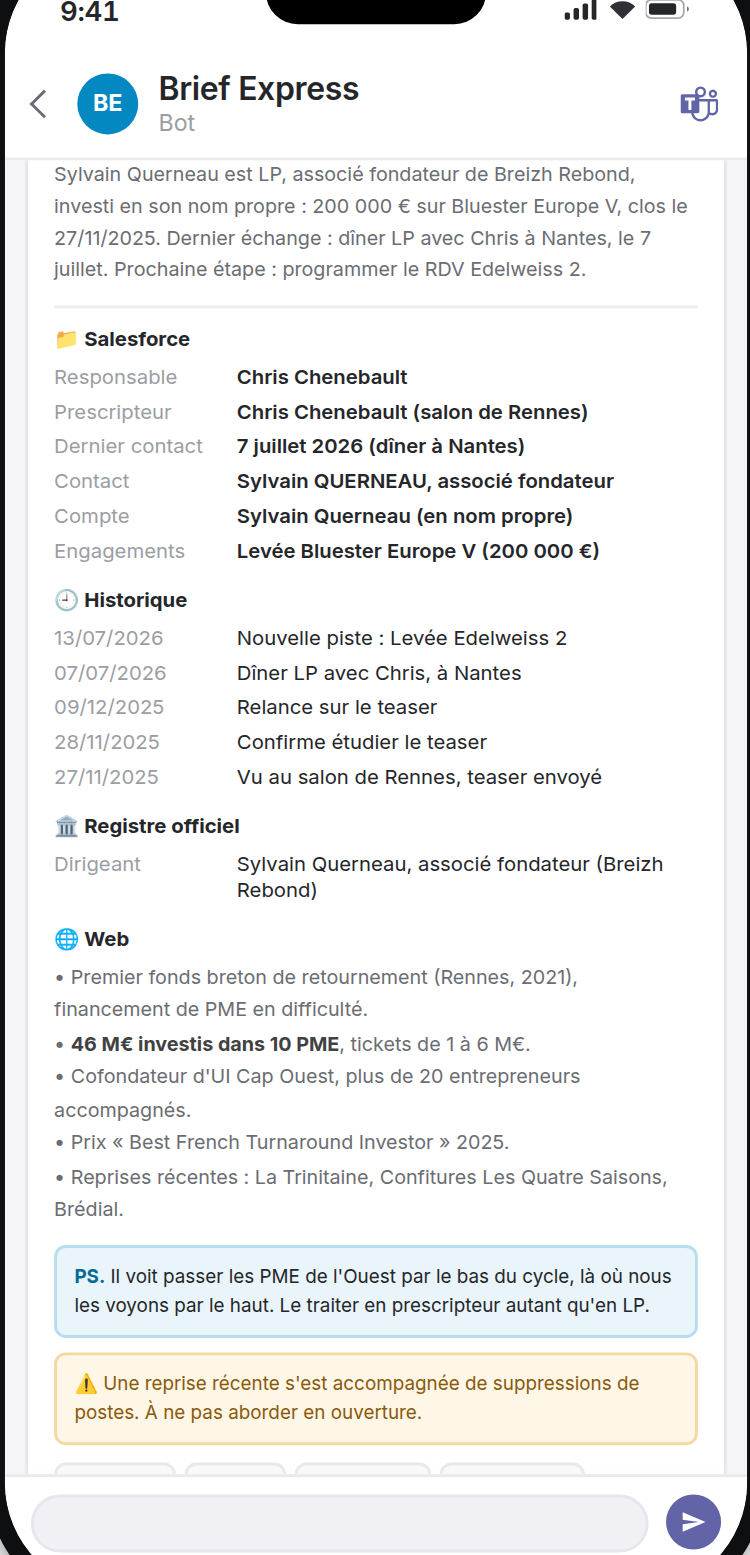 9:41
BE
Brief Express
Bot
T
Sylvain Querneau est LP, associé fondateur de Breizh Rebond,
investi en son nom propre : 200 000 € sur Bluester Europe V, clos le
27/11/2025. Dernier échange : dîner LP avec Chris à Nantes, le 7
juillet. Prochaine étape : programmer le RDV Edelweiss 2.
📁 Salesforce
Responsable Chris Chenebault
Prescripteur Chris Chenebault (salon de Rennes)
Dernier contact 7 juillet 2026 (dîner à Nantes)
Contact Sylvain QUERNEAU, associé fondateur
Compte Sylvain Querneau (en nom propre)
Engagements Levée Bluester Europe V (200 000 €)
🕘 Historique
13/07/2026 Nouvelle piste : Levée Edelweiss 2
07/07/2026 Dîner LP avec Chris, à Nantes
09/12/2025 Relance sur le teaser
28/11/2025 Confirme étudier le teaser
27/11/2025 Vu au salon de Rennes, teaser envoyé
🏛️ Registre officiel
Dirigeant Sylvain Querneau, associé fondateur (Breizh
Rebond)
🌐 Web
• Premier fonds breton de retournement (Rennes, 2021),
financement de PME en difficulté.
• 46 M€ investis dans 10 PME, tickets de 1 à 6 M€.
• Cofondateur d'UI Cap Ouest, plus de 20 entrepreneurs
accompagnés.
• Prix « Best French Turnaround Investor » 2025.
• Reprises récentes : La Trinitaine, Confitures Les Quatre Saisons,
Brédial.
PS. Il voit passer les PME de l'Ouest par le bas du cycle, là où nous
les voyons par le haut. Le traiter en prescripteur autant qu'en LP.
⚠️ Une reprise récente s'est accompagnée de suppressions de
postes. À ne pas aborder en ouverture.